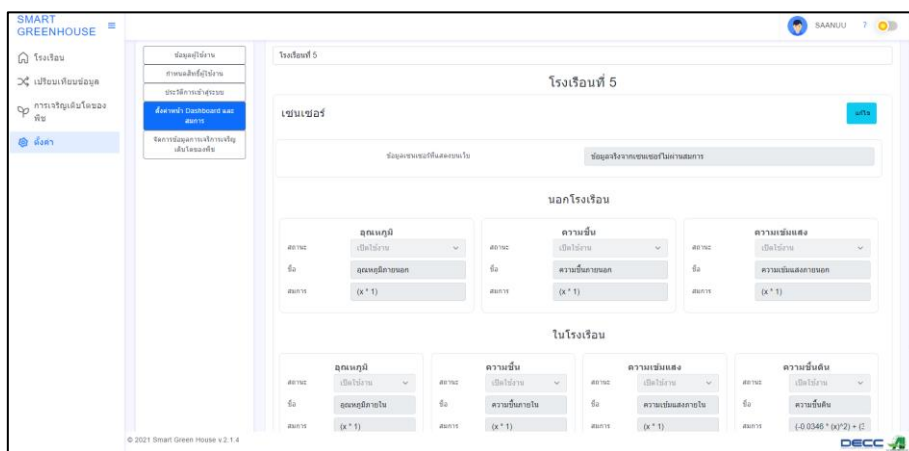 SMART
GREENHOUSE
SAANUU ?
โรงเรือน
เปรียบเทียบข้อมูล
การเจริญเติบโตของ
พืช
ตั้งค่า
ข้อมูลผู้ใช้งาน
กำหนดสิทธิ์ผู้ใช้งาน
ประวัติการเข้าสู่ระบบ
ตั้งค่าหน้า Dashboard และ
สมการ
จัดการข้อมูลการเจริญ
เติบโตของพืช
โรงเรือนที่ 5
โรงเรือนที่ 5
เซ็นเซอร์
แก้ไข
ข้อมูลเซนเซอร์ที่แสดงบนเว็บ
ข้อมูลจริงจากเซนเซอร์ไม่ผ่านสมการ
นอกโรงเรือน
อุณหภูมิ ความชื้น ความเข้มแสง
สถานะ เปิดใช้งาน สถานะ เปิดใช้งาน สถานะ เปิดใช้งาน
ชื่อ อุณหภูมิภายนอก ชื่อ ความชื้นภายนอก ชื่อ ความเข้มแสงภายนอก
สมการ (x * 1) สมการ (x * 1) สมการ (x * 1)
ในโรงเรือน
อุณหภูมิ ความชื้น ความเข้มแสง ความชื้นดิน
สถานะ เปิดใช้งาน สถานะ เปิดใช้งาน สถานะ เปิดใช้งาน สถานะ เปิดใช้งาน
ชื่อ อุณหภูมิภายใน ชื่อ ความชื้นภายใน ชื่อ ความเข้มแสงภายใน ชื่อ ความชื้นดิน
สมการ (x * 1) สมการ (x * 1) สมการ (x * 1) สมการ (-0.0346 * (x)^2) + (3
© 2021 Smart Green House v.2.1.4
DECC